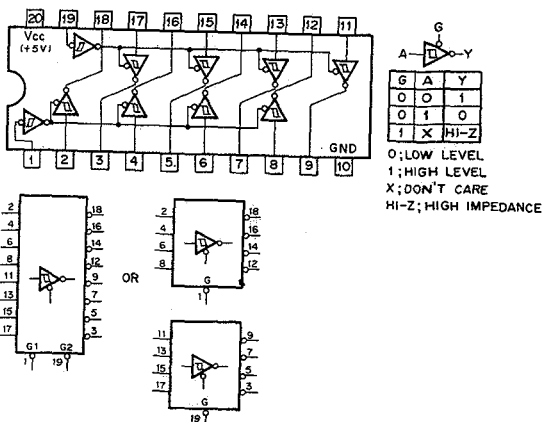 20 19 18 17 16 15 14 13 12 11
Vcc
(+5V)
GND
1 2 3 4 5 6 7 8 9 10
G
A Y
G A Y
0 0 1
0 1 0
1 X HI-Z
0;LOW LEVEL
1;HIGH LEVEL
X;DON'T CARE
HI-Z;HIGH IMPEDANCE
2 18
4 16
6 14
8 12
11 9
13 7
15 5
17 3
G1 G2
1 19
OR
2 18
4 16
6 14
8 12
G
1
11 9
13 7
15 5
17 3
G
19